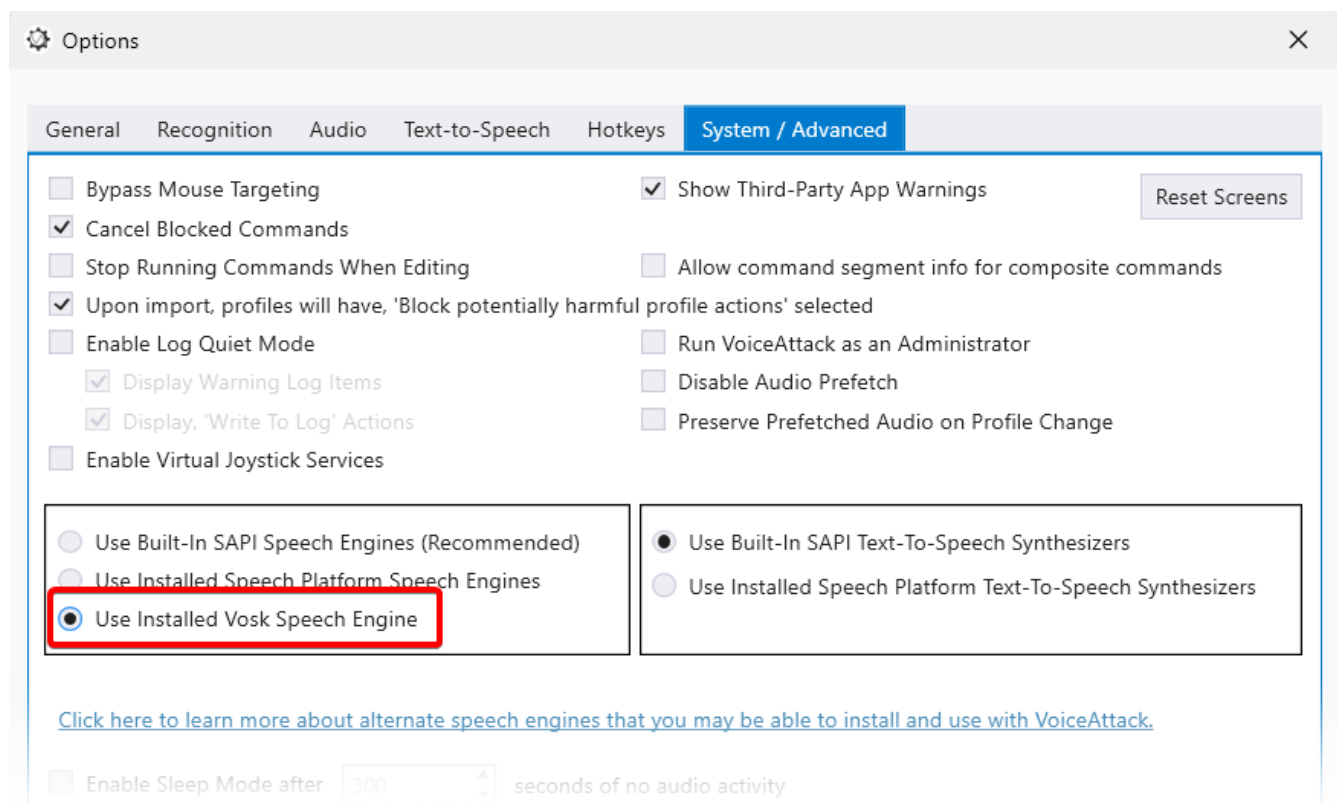 Options
General Recognition Audio Text-to-Speech Hotkeys System / Advanced
Bypass Mouse Targeting
Show Third-Party App Warnings
Reset Screens
Cancel Blocked Commands
Stop Running Commands When Editing
Allow command segment info for composite commands
Upon import, profiles will have, 'Block potentially harmful profile actions' selected
Enable Log Quiet Mode
Run VoiceAttack as an Administrator
Display Warning Log Items
Disable Audio Prefetch
Display, 'Write To Log' Actions
Preserve Prefetched Audio on Profile Change
Enable Virtual Joystick Services
Use Built-In SAPI Speech Engines (Recommended)
Use Installed Speech Platform Speech Engines
Use Installed Vosk Speech Engine
Use Built-In SAPI Text-To-Speech Synthesizers
Use Installed Speech Platform Text-To-Speech Synthesizers
Click here to learn more about alternate speech engines that you may be able to install and use with VoiceAttack.
Enable Sleep Mode after 300 seconds of no audio activity